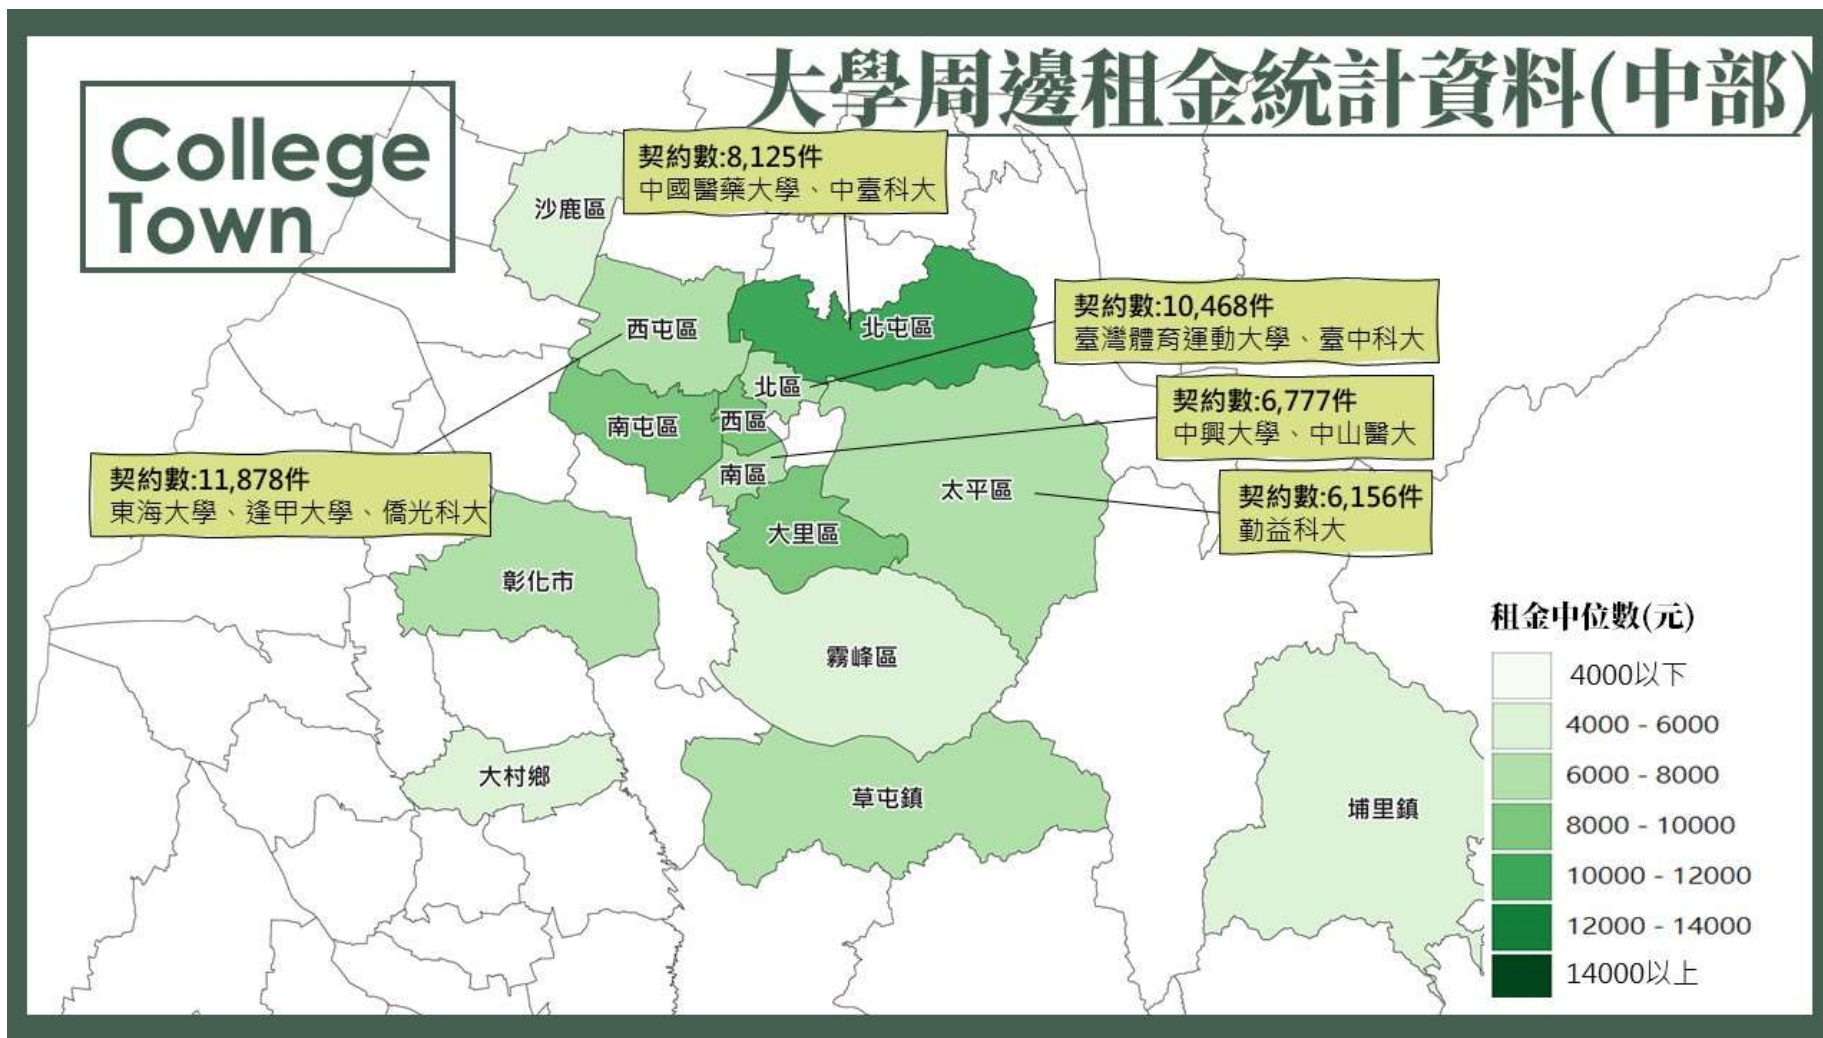 大學周邊租金統計資料(中部)
College
Town
契約數:8,125件
中國醫藥大學、中臺科大
沙鹿區
契約數:10,468件
臺灣體育運動大學、臺中科大
西屯區
北屯區
北區
契約數:6,777件
中興大學、中山醫大
南屯區
西區
契約數:11,878件
東海大學、逢甲大學、僑光科大
南區
太平區
契約數:6,156件
勤益科大
大里區
彰化市
霧峰區
大村鄉
草屯鎮
埔里鎮
租金中位數(元)
4000以下
4000 - 6000
6000 - 8000
8000 - 10000
10000 - 12000
12000 - 14000
14000以上